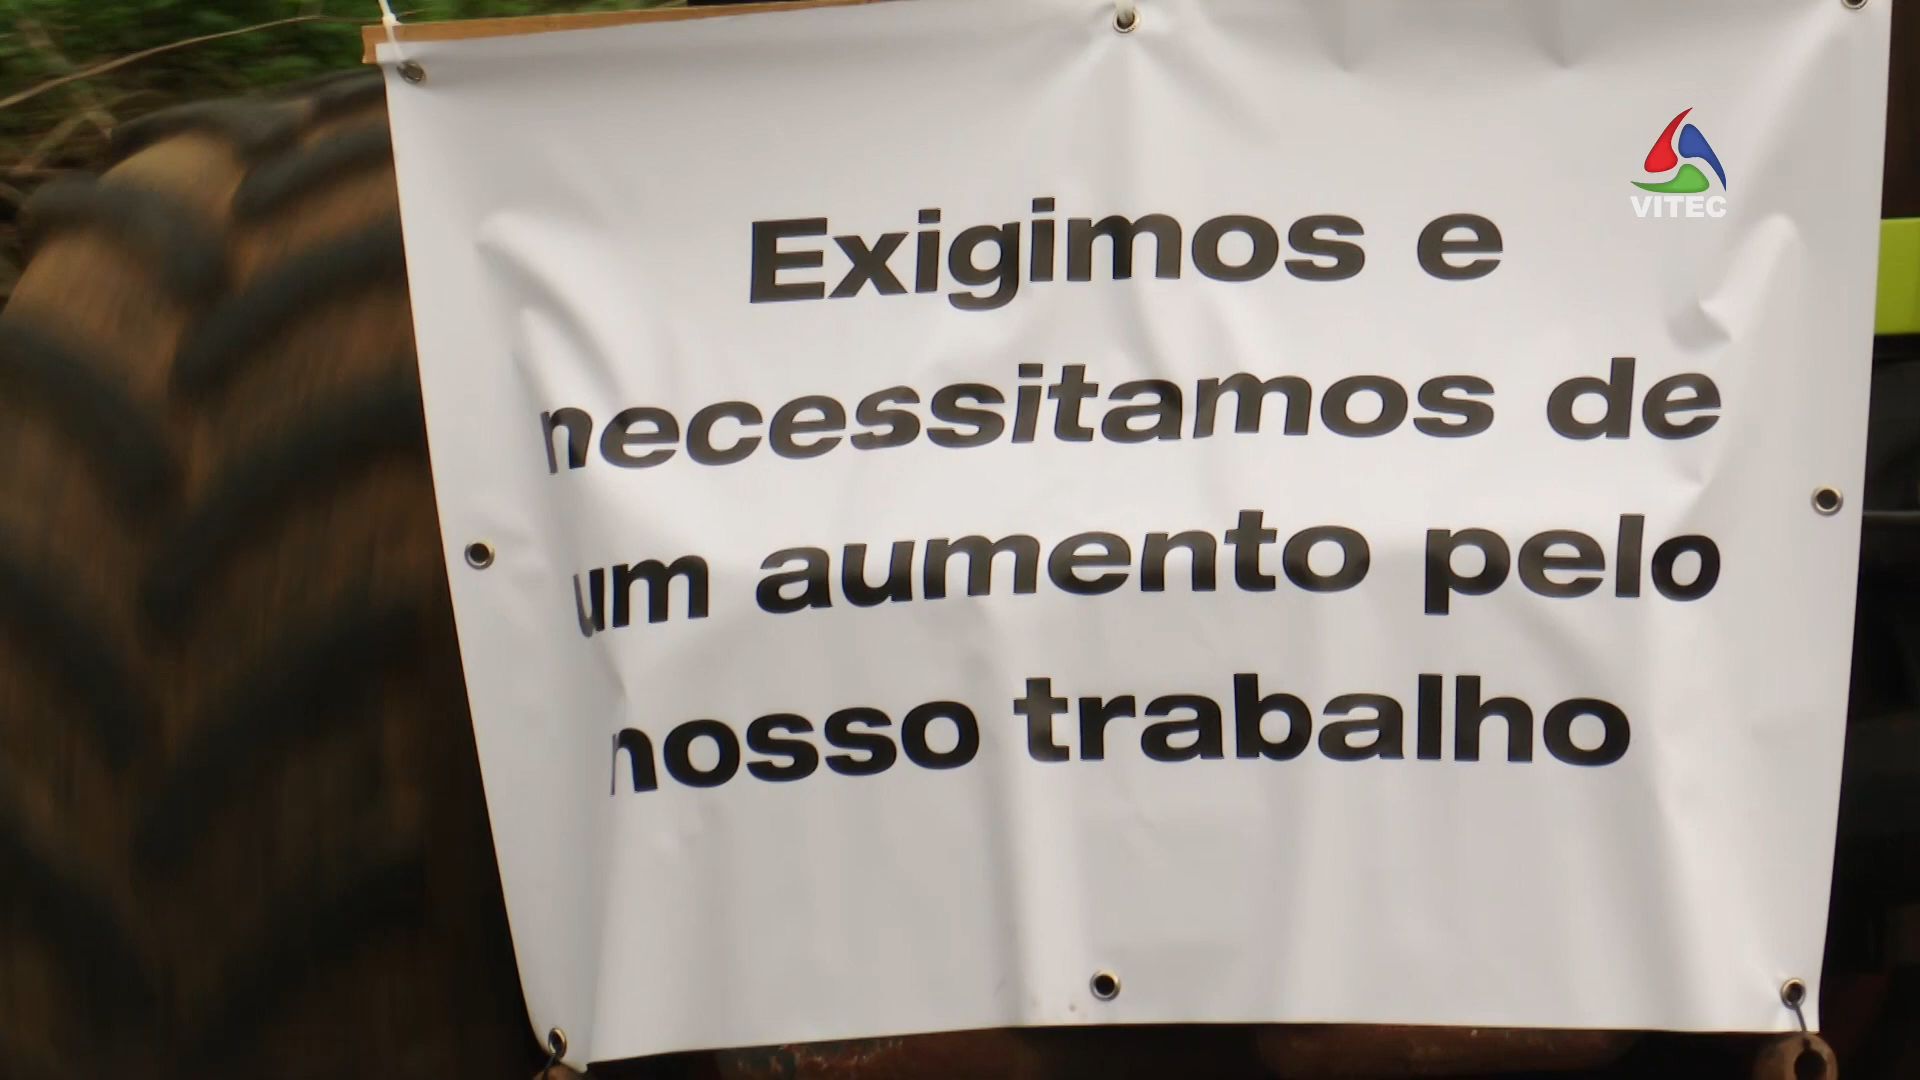 VITEC
Exigimos e
necessitamos de
um aumento pelo
nosso trabalho